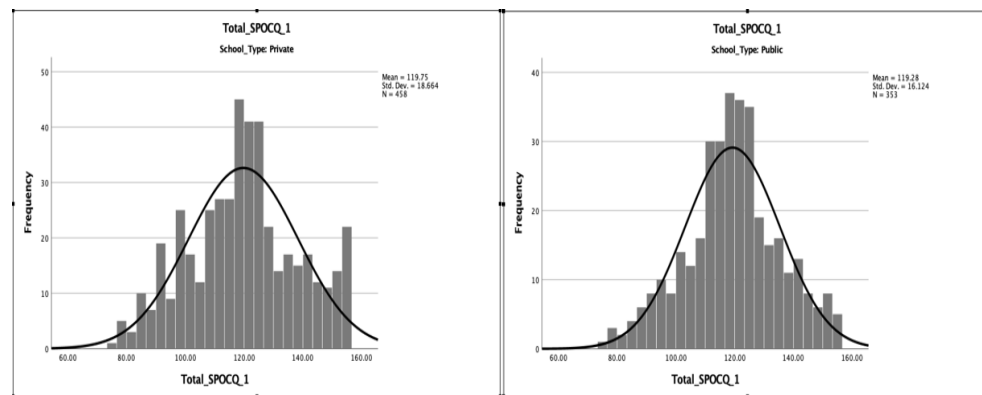 Total_SPOCQ_1
School_Type: Private
50
40
30
20
10
0
Frequency
Mean = 119.75
Std. Dev. = 18.664
N = 458
60.00 80.00 100.00 120.00 140.00 160.00
Total_SPOCQ_1
Total_SPOCQ_1
School_Type: Public
40
30
20
10
0
Frequency
Mean = 119.28
Std. Dev. = 16.124
N = 353
60.00 80.00 100.00 120.00 140.00 160.00
Total_SPOCQ_1